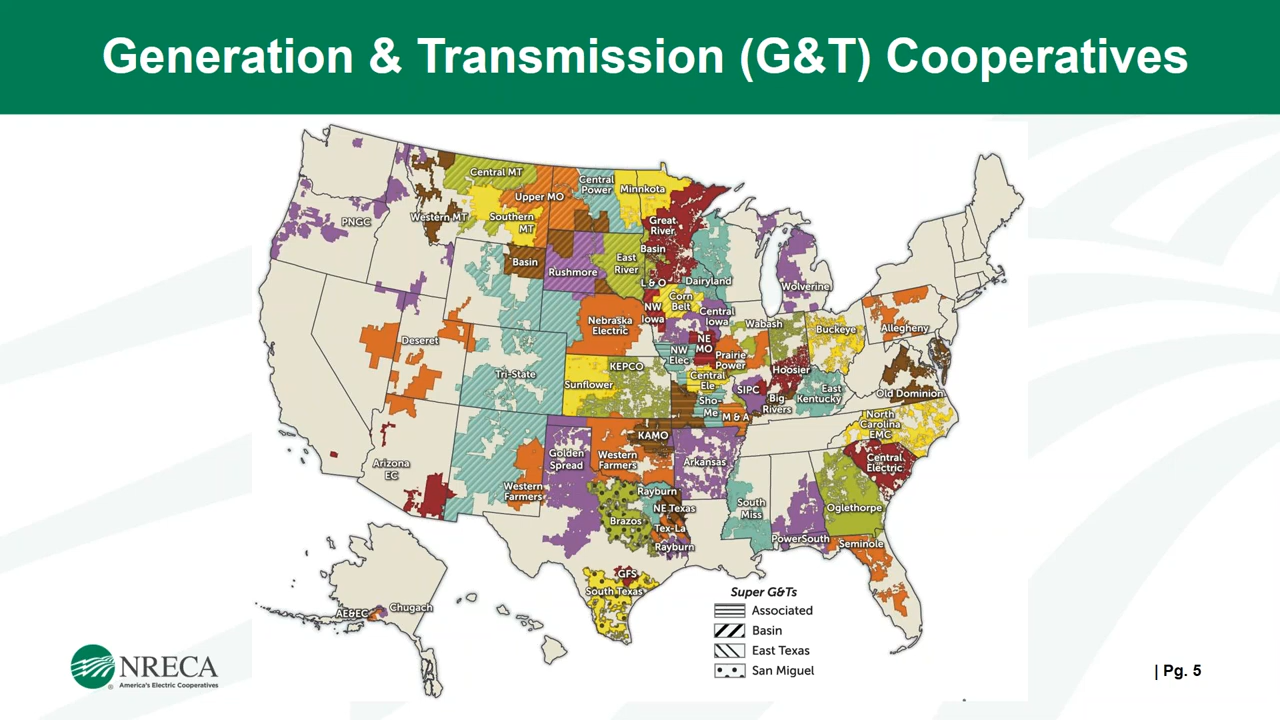 Generation & Transmission (G&T) Cooperatives
Central MT
Central
Power
Minnkota
Upper MO
Western MT
Southern
MT
PNGC
Great
River
Basin
East
River
Basin
Rushmore
L & O
Dairyland
Wolverine
Corn
Belt
NW
Iowa
Central
Iowa
Nebraska
Electric
Wabash
Buckeye
Allegheny
Deseret
NE
MO
NW
Elec
Prairie
Power
Hoosier
KEPCO
Tri-State
Sunflower
Central
Ele-
SIPC
East
Kentucky
Old Dominion
Sho-
Me
Big
Rivers
M & A
North
Carolina
EMC
KAMO
Golden
Spread
Western
Farmers
Arkansas
Central
Electric
Arizona
EC
Western
Farmers
Rayburn
NE Texas
South
Miss
Oglethorpe
Brazos
Tex-La
Rayburn
PowerSouth
Seminole
GFS
South Texas
AE&EC
Chugach
Super G&Ts
Associated
Basin
East Texas
San Miguel
NRECA
®
America's Electric Cooperatives
| Pg. 5